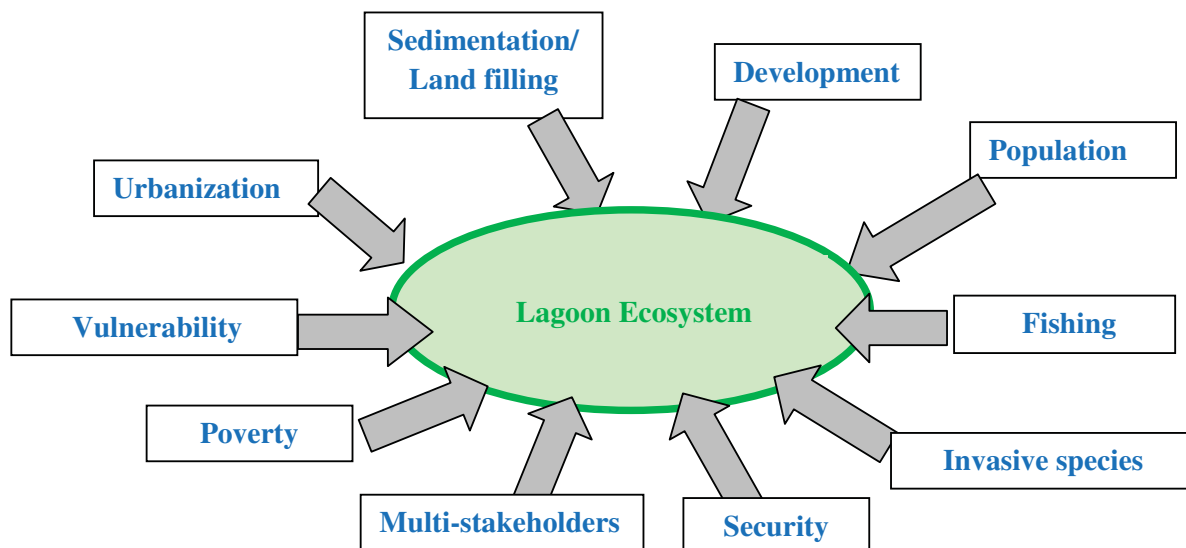 Sedimentation/
Land filling
Development
Population
Urbanization
Lagoon Ecosystem
Vulnerability
Fishing
Poverty
Invasive species
Multi-stakeholders
Security